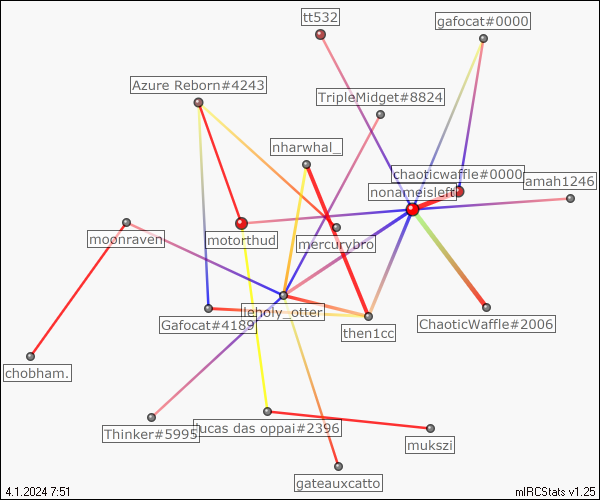 tt532
gafocat#0000
Azure Reborn#4243
TripleMidget#8824
nharwhal_
chaoticwaffle#0000
nonameisleft
amah1246
moonraven
motorthud
mercurybro
leholy_otter
Gafocat#4189
then1cc
ChaoticWaffle#2006
chobham.
Thinker#5995
lucas das oppai#2396
mukszi
gateauxcatto
4.1.2024 7:51
mIRCStats v1.25